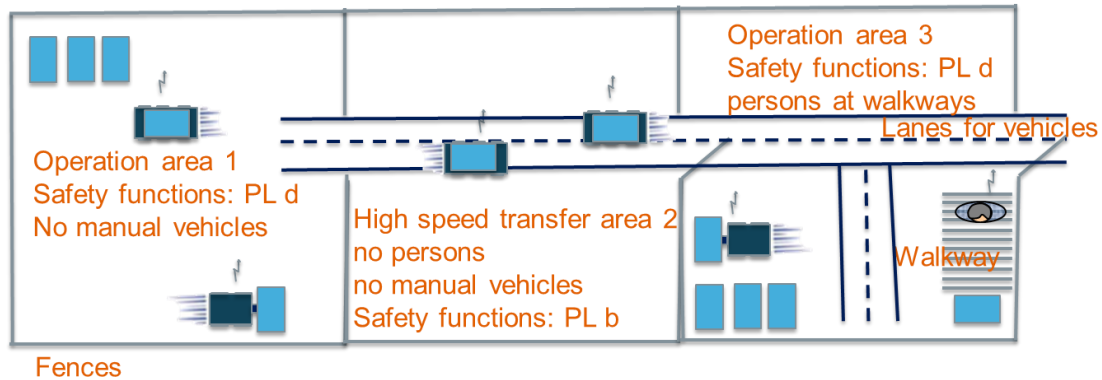 Operation area 1
Safety functions: PL d
No manual vehicles
High speed transfer area 2
no persons
no manual vehicles
Safety functions: PL b
Operation area 3
Safety functions: PL d
persons at walkways
Lanes for vehicles
Walkway
Fences